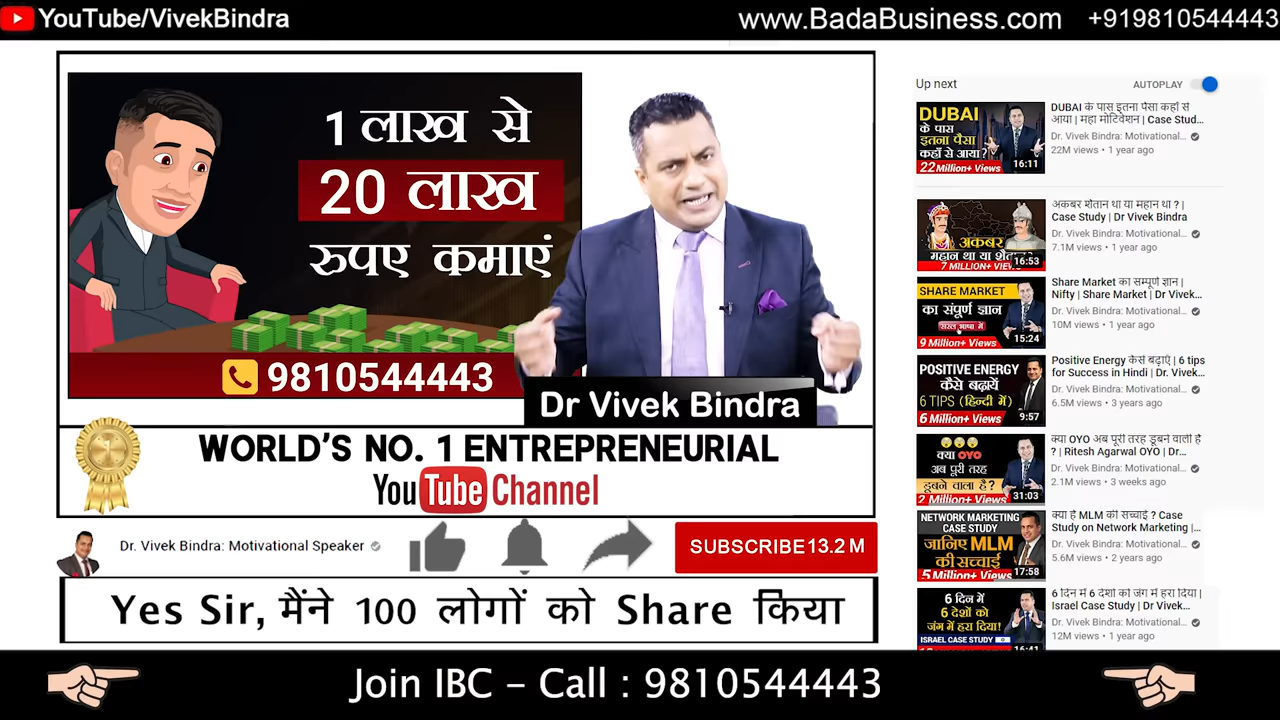 YouTube/VivekBindra
www.BadaBusiness.com
+919810544443
1 लाख से
20 लाख
रुपए कमाएं
9810544443
Dr Vivek Bindra
WORLD'S NO. 1 ENTREPRENEURIAL
YouTube Channel
Dr. Vivek Bindra: Motivational Speaker
SUBSCRIBE 13.2 M
Yes Sir, मैंने 100 लोगों को Share किया
Up next
AUTOPLAY
DUBAI
के पास
इतना पैसा
कहाँ से आया?
16:11
22 Million+ Views
DUBAI के पास इतना पैसा कहाँ से
आया | महा मोटिवेशन | Case Stud...
Dr. Vivek Bindra: Motivational...
22M views • 1 year ago
अकबर
महान था या
16:53
7 MILLION+
अकबर शैतान था या महान था ? |
Case Study | Dr Vivek Bindra
Dr. Vivek Bindra: Motivational...
7.1M views • 1 year ago
SHARE MARKET
का संपूर्ण ज्ञान
सरल भाषा में
15:24
9 Million+ Views
Share Market का सम्पूर्ण ज्ञान |
Nifty | Share Market | Dr Vivek...
Dr. Vivek Bindra: Motivational...
10M views • 1 year ago
POSITIVE ENERGY
कैसे बढ़ायें
6 TIPS (हिन्दी में)
9:57
6 Million+ Views
Positive Energy कैसे बढ़ाएं | 6 tips
for Success in Hindi | Dr. Vivek...
Dr. Vivek Bindra: Motivational...
6.5M views • 3 years ago
क्या OYO
अब पूरी तरह
डूबने वाला है?
31:03
2 Million+ Views
क्या OYO अब पूरी तरह डूबने वाली है
? | Ritesh Agarwal OYO | Dr...
Dr. Vivek Bindra: Motivational...
2.1M views • 3 weeks ago
NETWORK MARKETING
CASE STUDY
जानिए MLM
की सच्चाई
17:58
5 Million+ Views
क्या है MLM की सच्चाई ? Case
Study on Network Marketing |...
Dr. Vivek Bindra: Motivational...
5.6M views • 2 years ago
6 दिन में
6 देशों को
जंग में हरा दिया!
ISRAEL CASE STUDY
16:41
6 दिन में 6 देशों को जंग में हरा दिया |
Israel Case Study | Dr Vivek...
Dr. Vivek Bindra: Motivational...
12M views • 1 year ago
Join IBC – Call : 9810544443